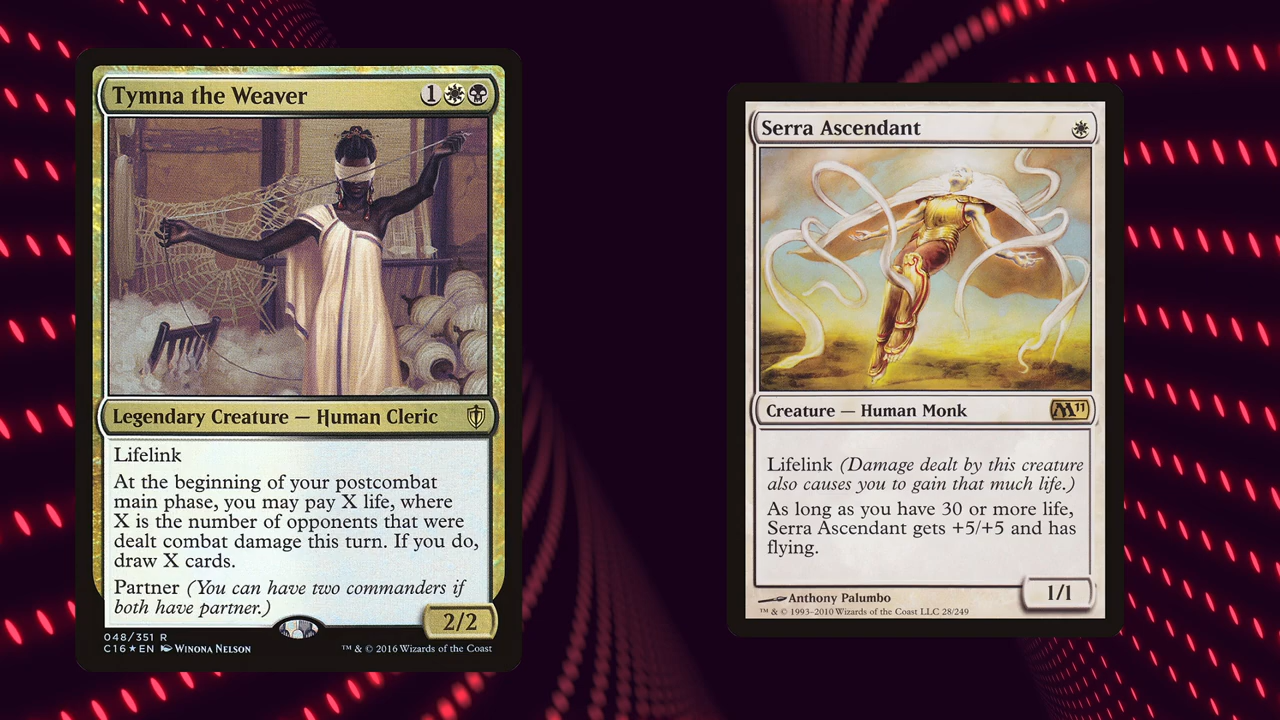 Tymna the Weaver
1
Legendary Creature — Human Cleric
Lifelink
At the beginning of your postcombat
main phase, you may pay X life, where
X is the number of opponents that were
dealt combat damage this turn. If you do,
draw X cards.
Partner (You can have two commanders if
both have partner.)
2/2
048/351 R
C16★EN Winona Nelson
™ & © 2016 Wizards of the Coast
Serra Ascendant
Creature — Human Monk
M11
Lifelink (Damage dealt by this creature
also causes you to gain that much life.)
As long as you have 30 or more life,
Serra Ascendant gets +5/+5 and has
flying.
1/1
Anthony Palumbo
™ & © 1993–2010 Wizards of the Coast LLC 28/249